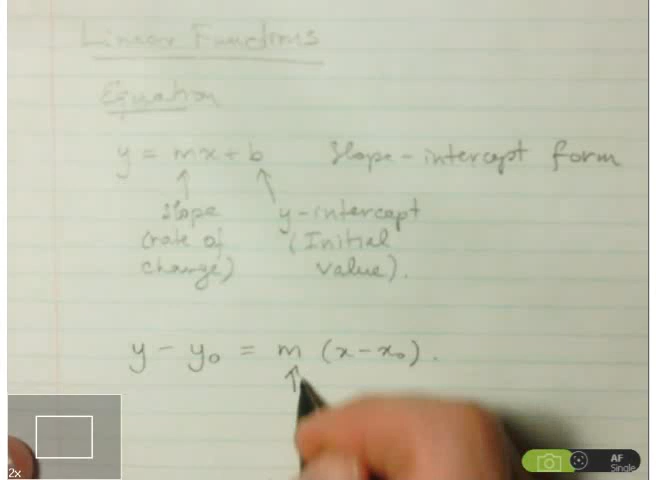 Linear Functions
Equation
y = mx + b Slope-intercept form
slope y-intercept
(rate of (Initial
change) value).
y - y₀ = m (x - x₀).
2x
AF
Single